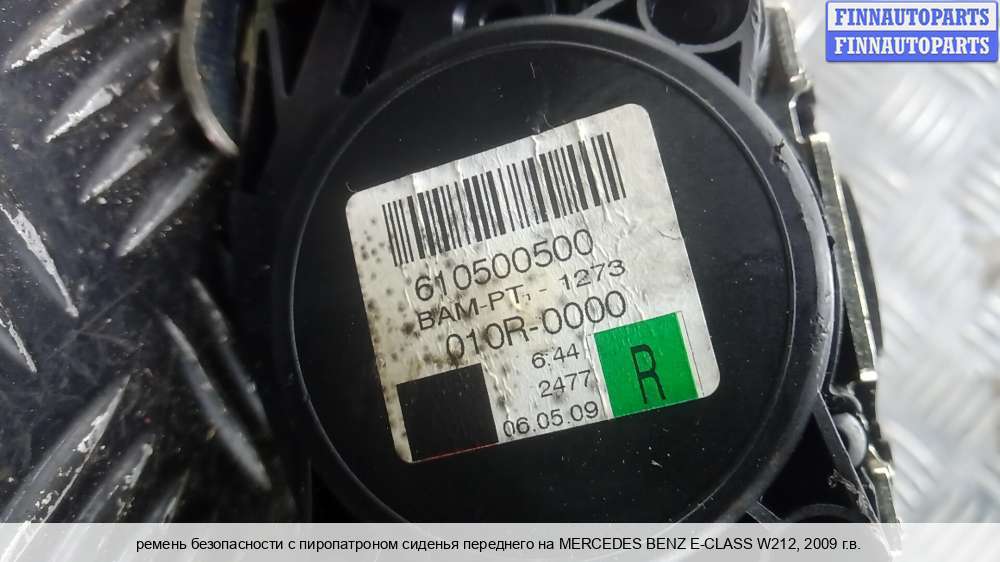 FINNAUTOPARTS
FINNAUTOPARTS
610500500
BAM-PT, - 1273
010R-0000
6:44
2477
R
06.05.09
ремень безопасности с пиропатроном сиденья переднего на MERCEDES BENZ E-CLASS W212, 2009 г.в.